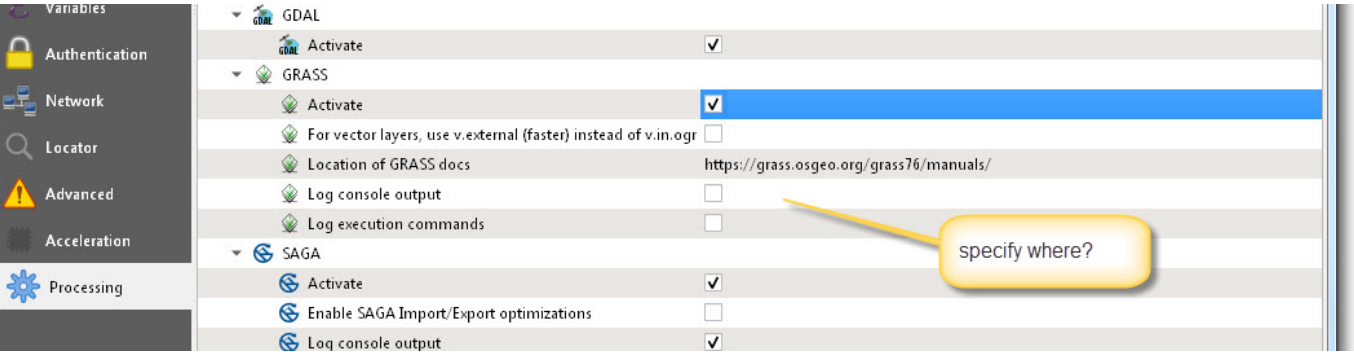 Variables
Authentication
Network
Locator
Advanced
Acceleration
Processing
GDAL
GDAL
GDAL Activate
GRASS
Activate
For vector layers, use v.external (faster) instead of v.in.ogr
Location of GRASS docs https://grass.osgeo.org/grass76/manuals/
Log console output
Log execution commands
SAGA
Activate
Enable SAGA Import/Export optimizations
Log console output
specify where?